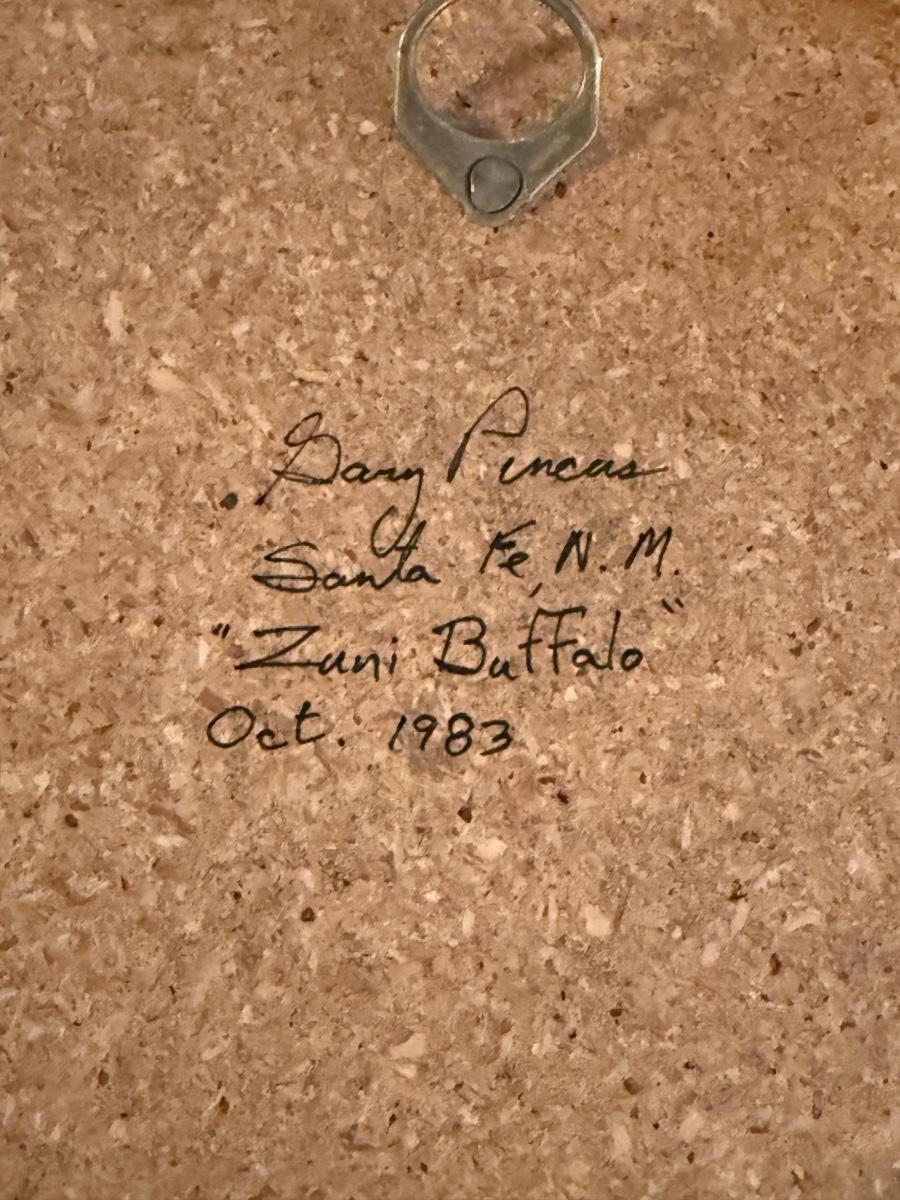 Gary Pincus
Santa Fe, N. M.
"Zuni Buffalo"
Oct. 1983